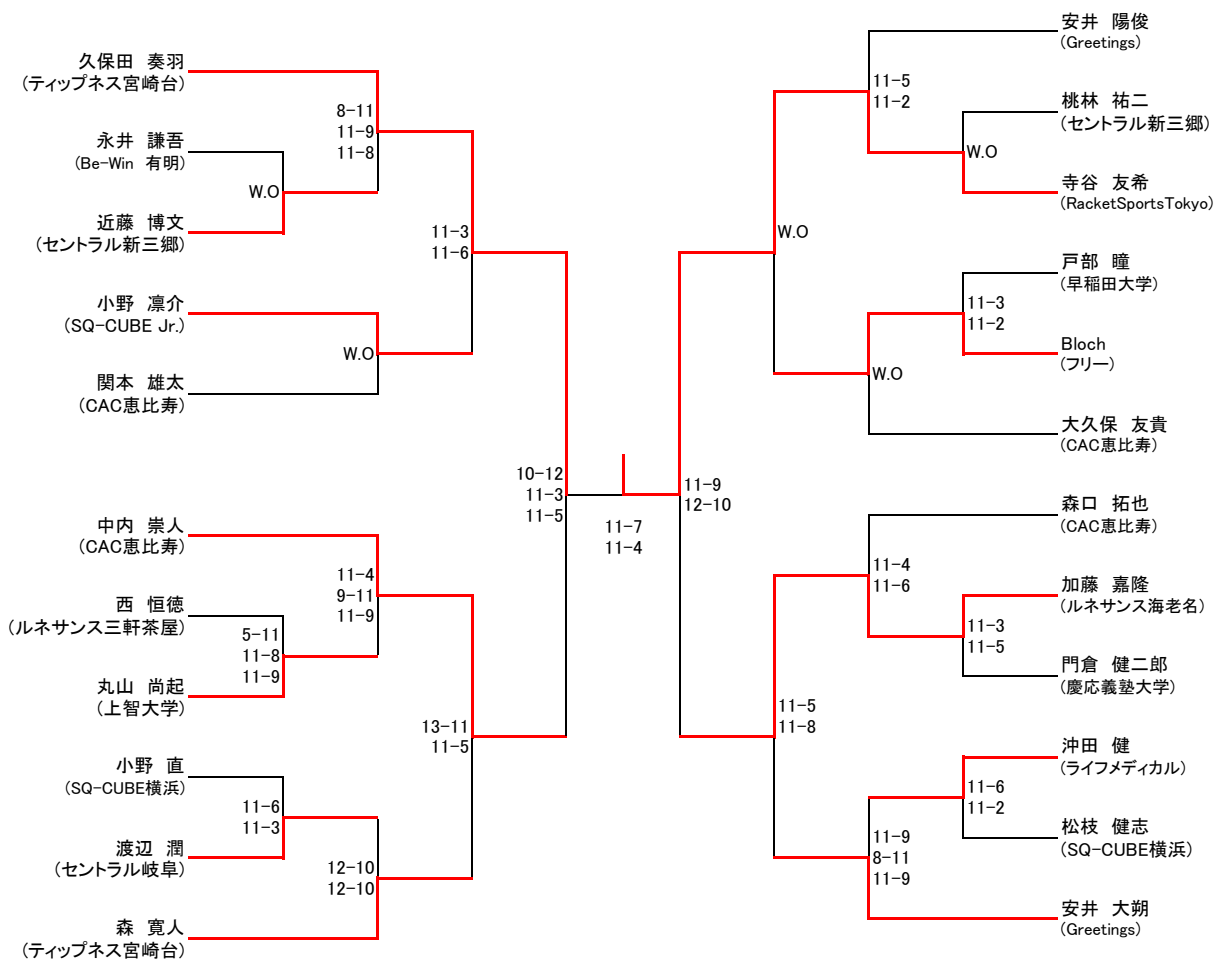 久保田 奏羽
(ティップネス宮崎台)
8-11
11-9
11-8
永井 謙吾
(Be-Win 有明)
W.O
近藤 博文
(セントラル新三郷)
11-3
11-6
小野 凛介
(SQ-CUBE Jr.)
W.O
関本 雄太
(CAC恵比寿)
10-12
11-3
11-5
中内 崇人
(CAC恵比寿)
11-4
9-11
11-9
西 恒徳
(ルネサンス三軒茶屋)
5-11
11-8
11-9
丸山 尚起
(上智大学)
13-11
11-5
小野 直
(SQ-CUBE横浜)
11-6
11-3
渡辺 潤
(セントラル岐阜)
12-10
12-10
森 寛人
(ティップネス宮崎台)
11-7
11-4
安井 陽俊
(Greetings)
11-5
11-2
桃林 祐二
(セントラル新三郷)
W.O
寺谷 友希
(RacketSportsTokyo)
W.O
戸部 瞳
(早稲田大学)
11-3
11-2
Bloch
(フリー)
W.O
大久保 友貴
(CAC恵比寿)
11-9
12-10
森口 拓也
(CAC恵比寿)
11-4
11-6
加藤 嘉隆
(ルネサンス海老名)
11-3
11-5
門倉 健二郎
(慶応義塾大学)
11-5
11-8
沖田 健
(ライフメディカル)
11-6
11-2
松枝 健志
(SQ-CUBE横浜)
11-9
8-11
11-9
安井 大朔
(Greetings)